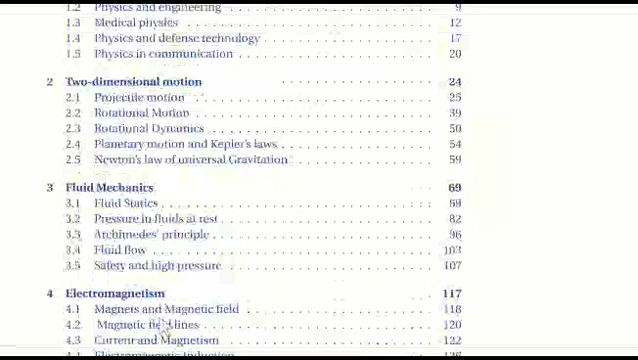 1.2 Physics and engineering 9
1.3 Medical physics 12
1.4 Physics and defense technology 17
1.5 Physics in communication 20
2 Two-dimensional motion 24
2.1 Projectile motion 25
2.2 Rotational Motion 39
2.3 Rotational Dynamics 50
2.4 Planetary motion and Kepler's laws 54
2.5 Newton's law of universal Gravitation 59
3 Fluid Mechanics 69
3.1 Fluid Statics
3.2 Pressure in fluids at rest 82
3.3 Archimedes' principle 96
3.4 Fluid flow 103
3.5 Safety and high pressure 107
4 Electromagnetism 117
4.1 Magnets and Magnetic field 118
4.2 Magnetic field Lines 120
4.3 Current and Magnetism 122
4.4 Electromagnetic Induction